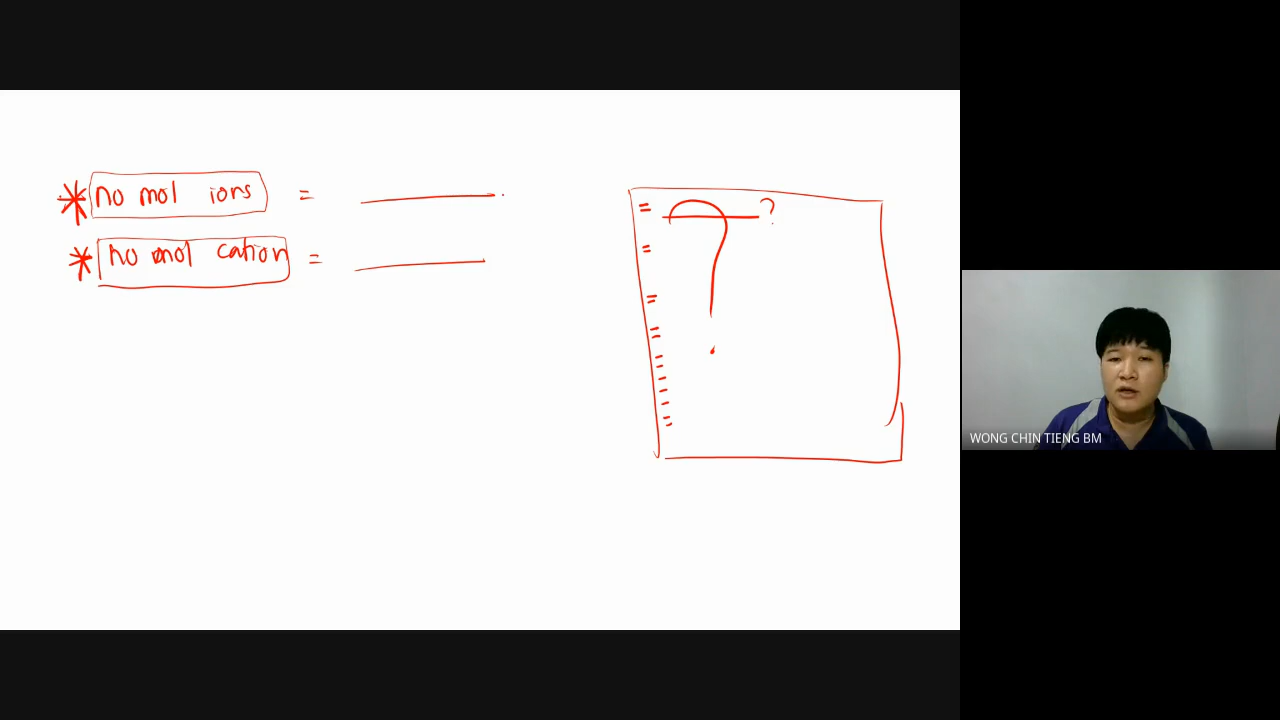 * no mol ions =
* no mol cation =
= ?
=
=
=
=
WONG CHIN TIENG BM